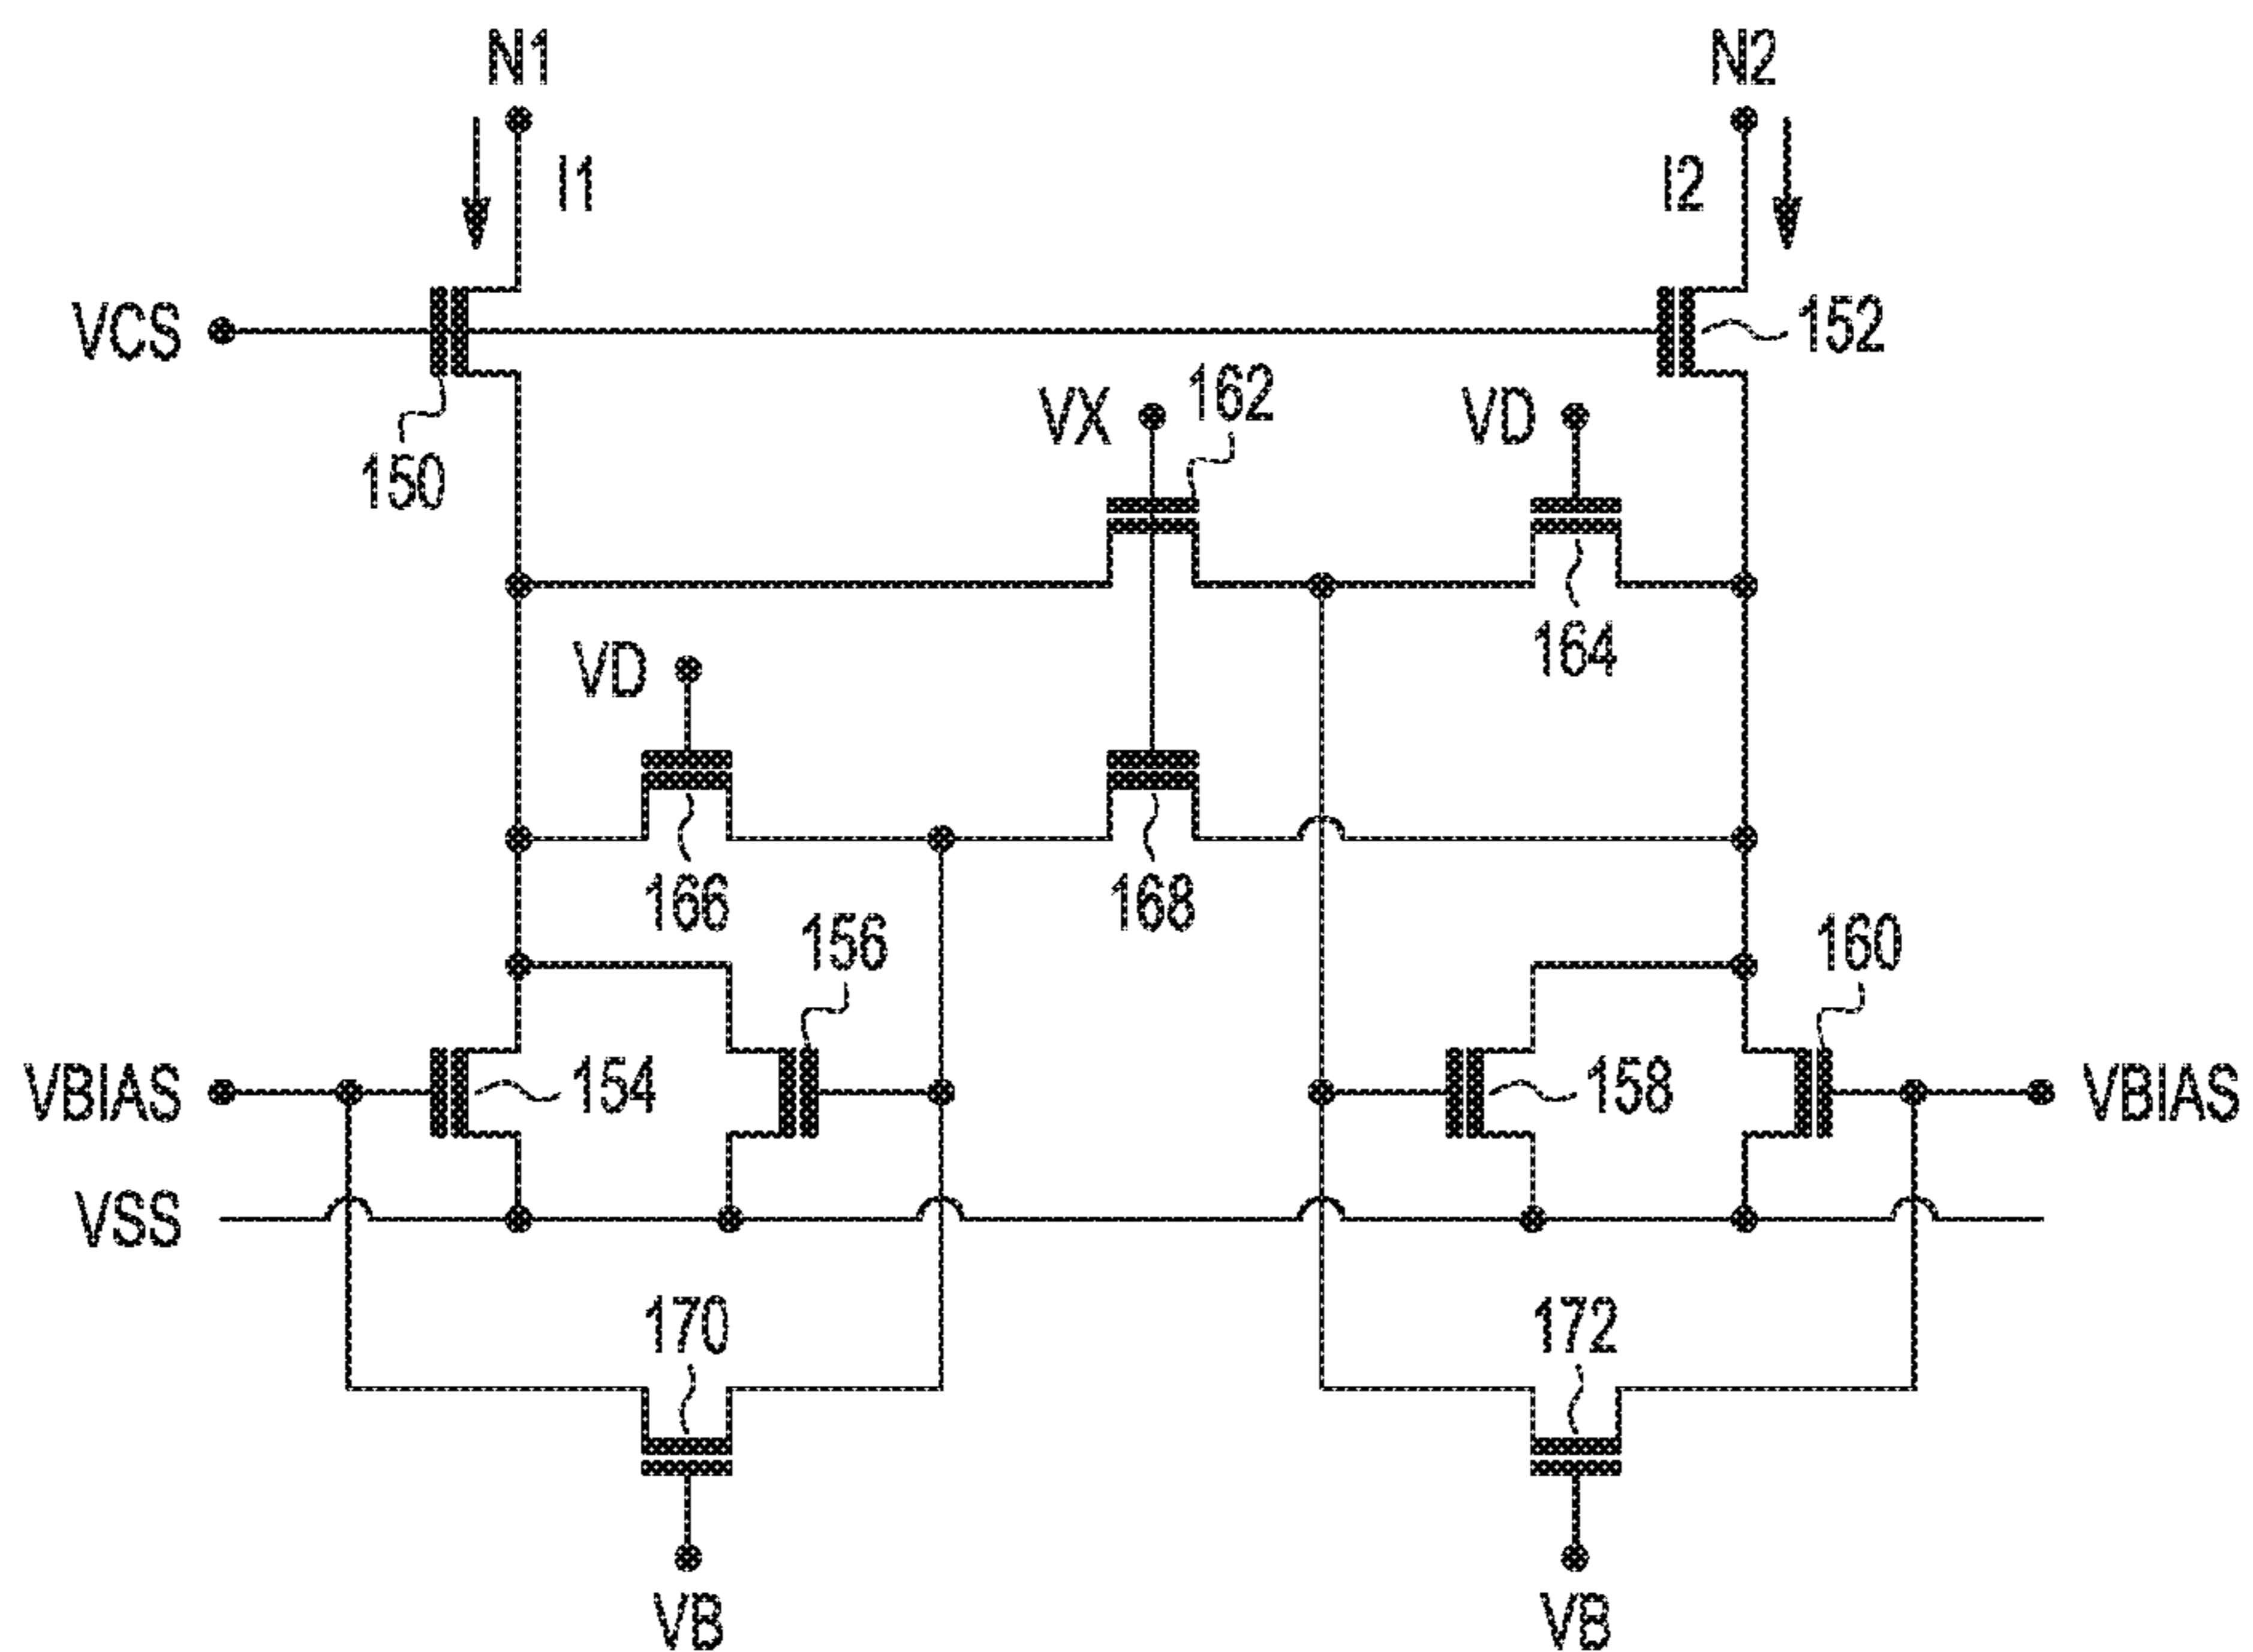 N1
N2
I1
I2
VCS
152
162
VX
VD
150
164
VD
166
168
156
160
VBIAS
154
158
VBIAS
VSS
170
172
VB
VB